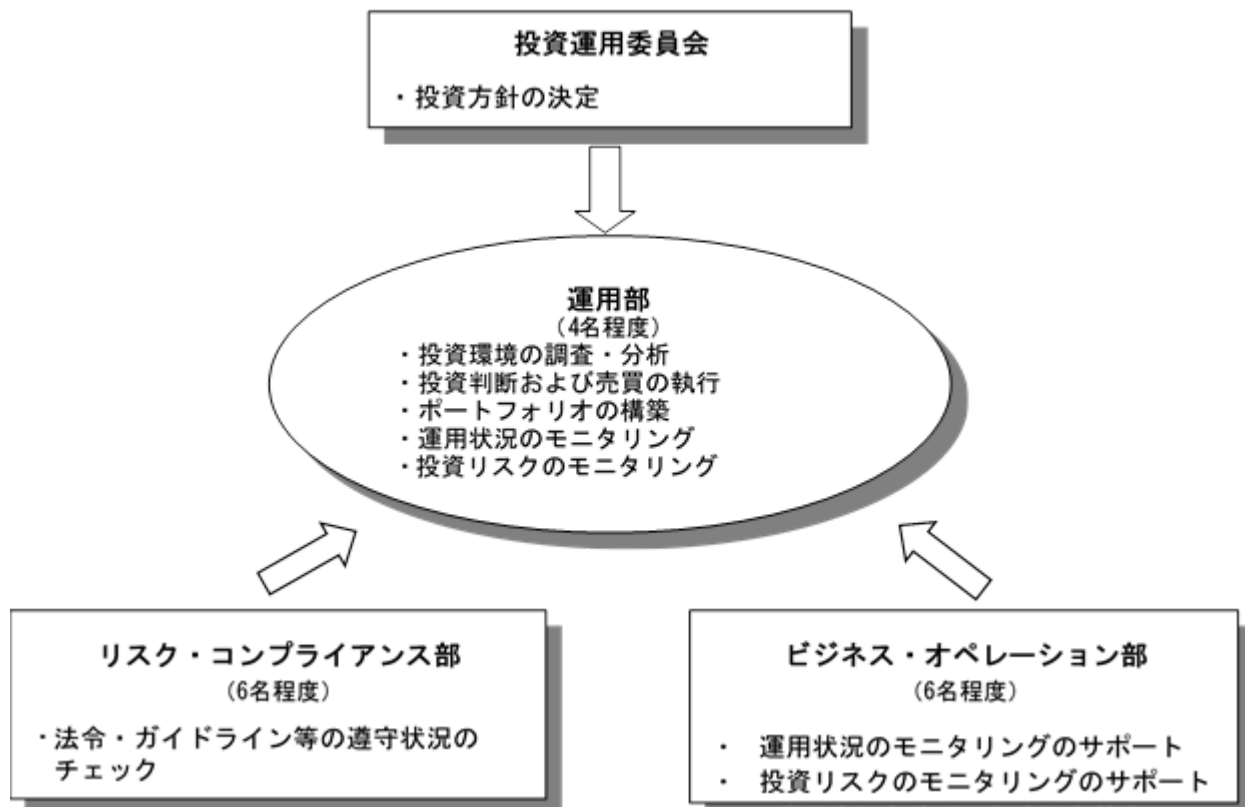 投資運用委員会
・投資方針の決定
運用部
(4名程度)
・投資環境の調査・分析
・投資判断および売買の執行
・ポートフォリオの構築
・運用状況のモニタリング
・投資リスクのモニタリング
リスク・コンプライアンス部
(6名程度)
・法令・ガイドライン等の遵守状況の
チェック
ビジネス・オペレーション部
(6名程度)
・ 運用状況のモニタリングのサポート
・ 投資リスクのモニタリングのサポート